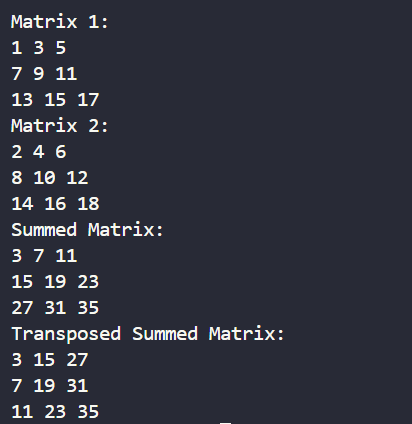 Matrix 1:
1 3 5
7 9 11
13 15 17
Matrix 2:
2 4 6
8 10 12
14 16 18
Summed Matrix:
3 7 11
15 19 23
27 31 35
Transposed Summed Matrix:
3 15 27
7 19 31
11 23 35